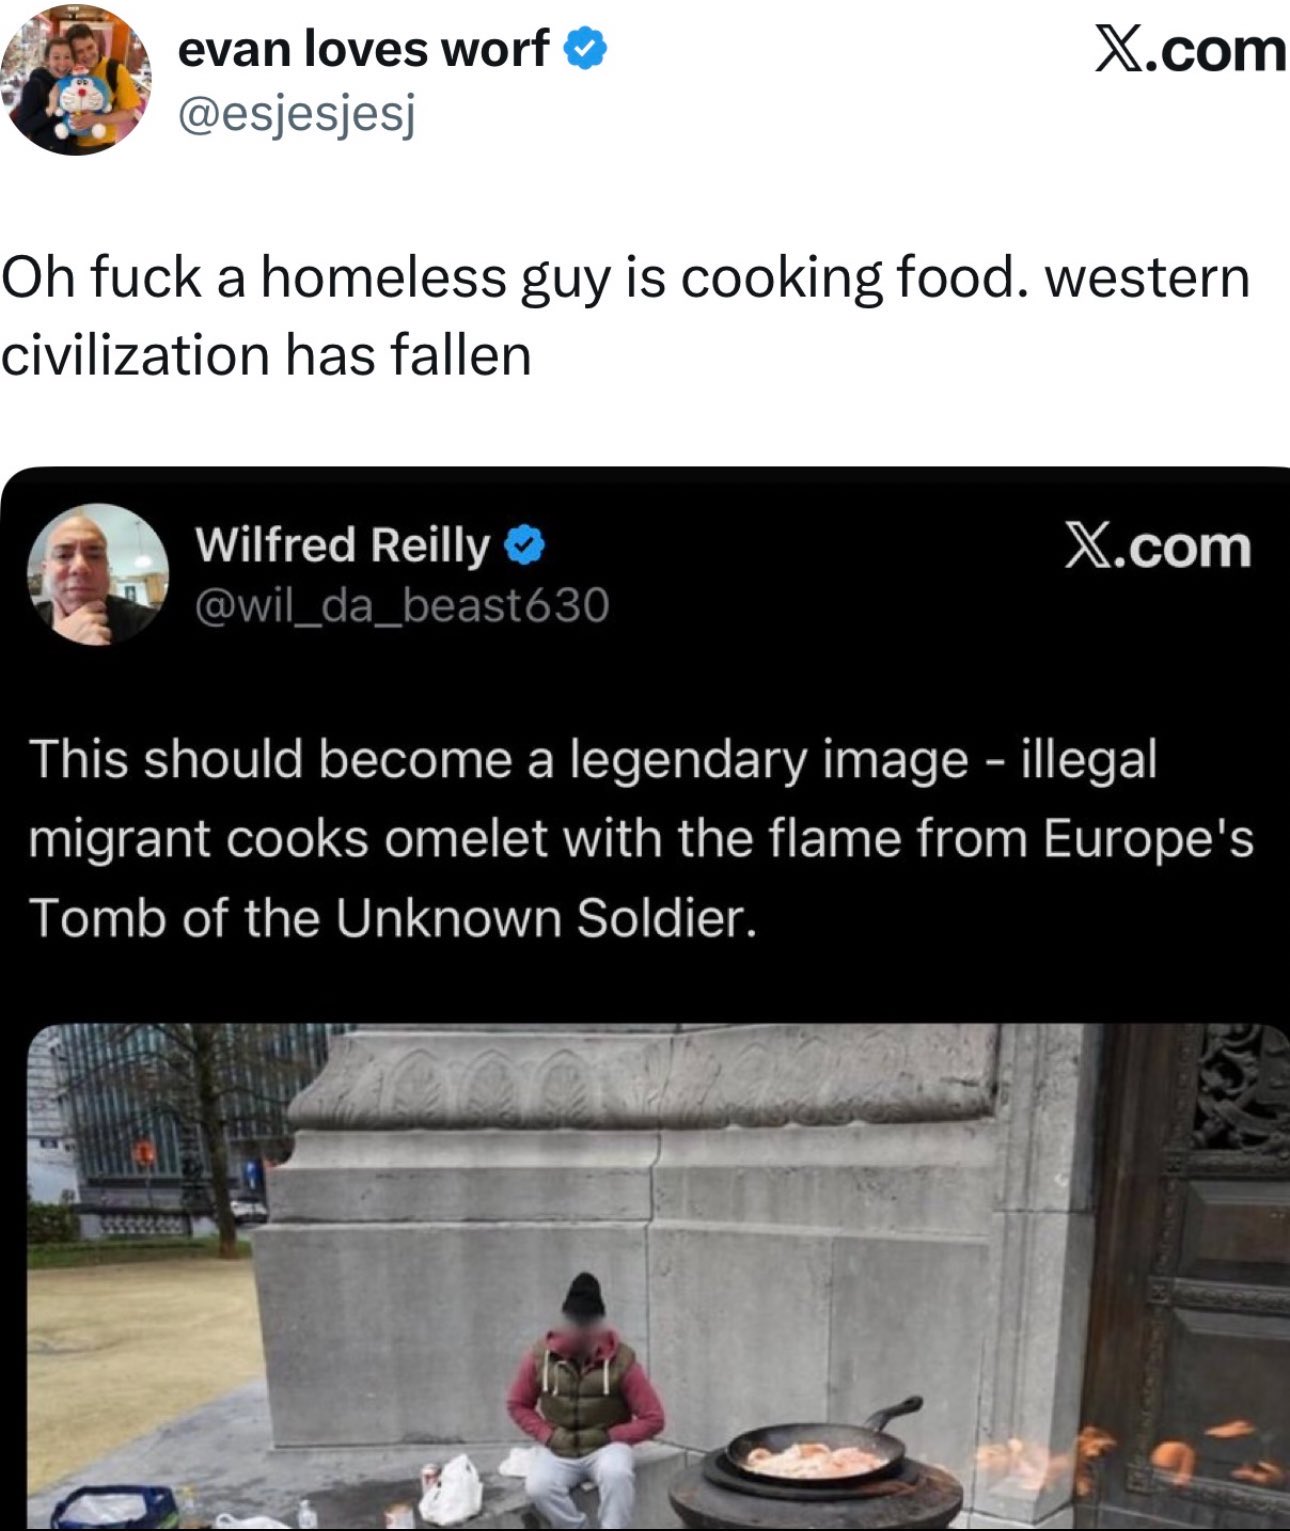 evan loves worf
X.com
@esjesjesj
Oh fuck a homeless guy is cooking food. western
civilization has fallen
Wilfred Reilly
X.com
@wil_da_beast630
This should become a legendary image - illegal
migrant cooks omelet with the flame from Europe's
Tomb of the Unknown Soldier.